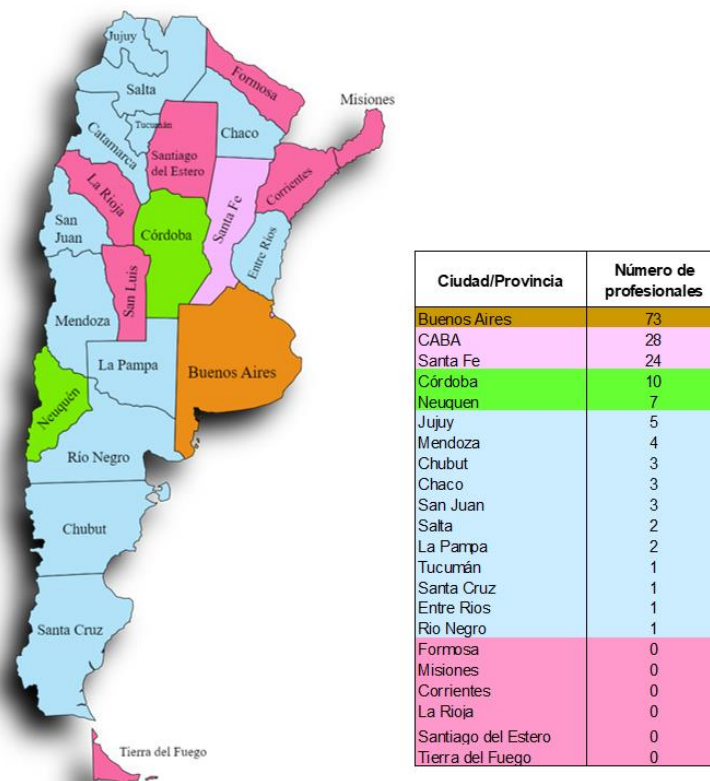 Jujuy
Salta
Formosa
Misiones
Tucumán
Catamarca
Chaco
Santiago
del Estero
Corrientes
La Rioja
Santa Fe
San
Juan
Córdoba
Entre Ríos
San Luis
Mendoza
La Pampa
Buenos Aires
Neuquén
Río Negro
Chubut
Santa Cruz
Tierra del Fuego
Ciudad/Provincia Número de
profesionales
Buenos Aires 73
CABA 28
Santa Fe 24
Córdoba 10
Neuquen 7
Jujuy 5
Mendoza 4
Chubut 3
Chaco 3
San Juan 3
Salta 2
La Pampa 2
Tucumán 1
Santa Cruz 1
Entre Rios 1
Rio Negro 1
Formosa 0
Misiones 0
Corrientes 0
La Rioja 0
Santiago del Estero 0
Tierra del Fuego 0